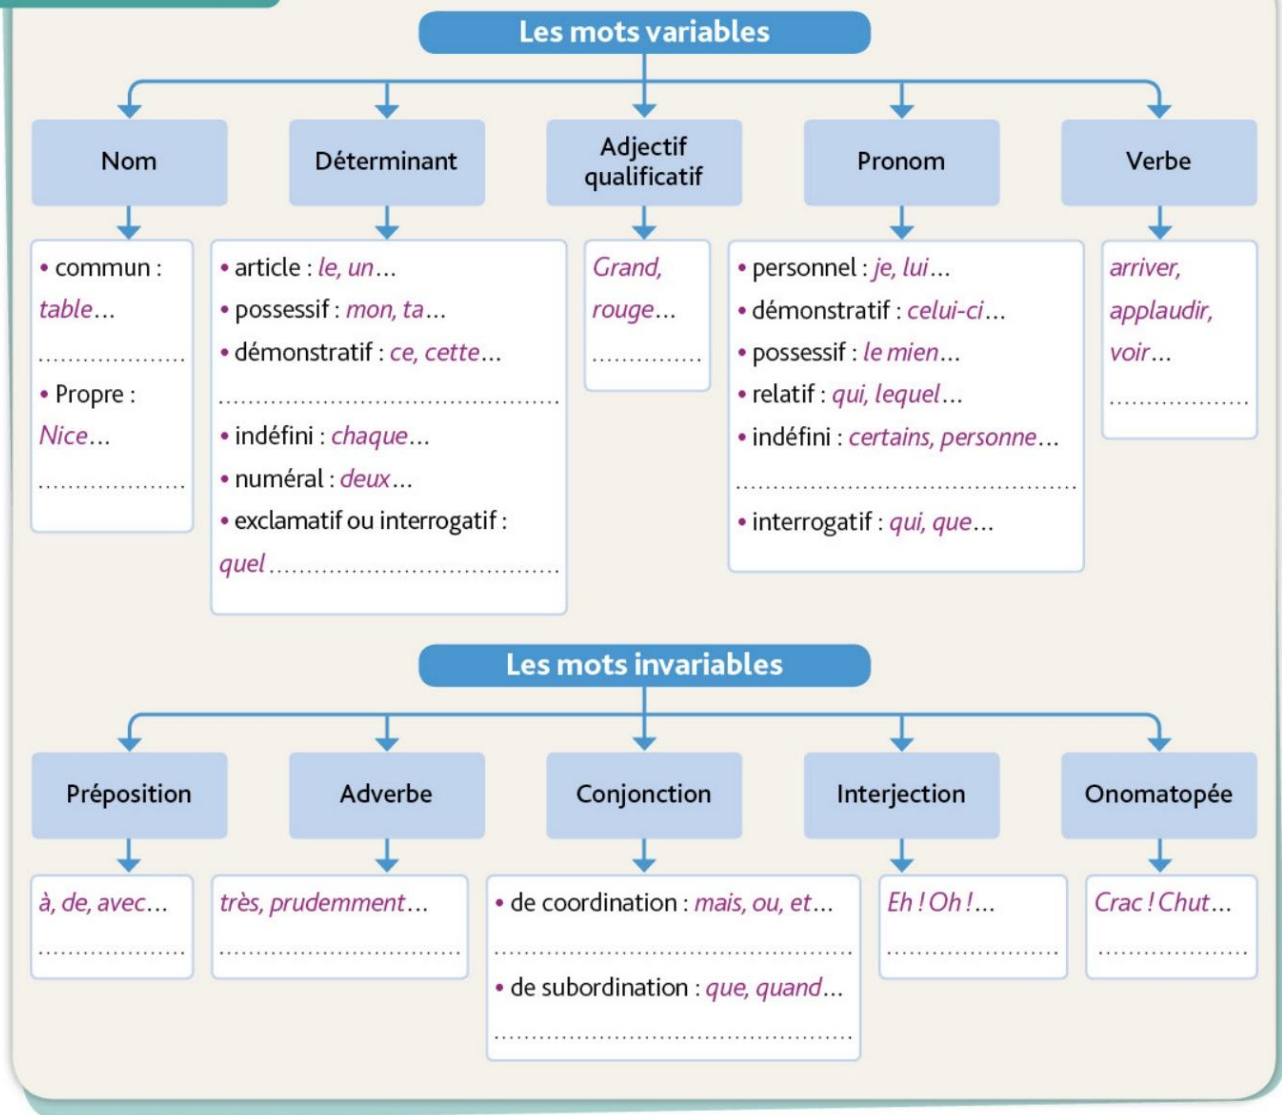 Les mots variables
Nom
Déterminant
Adjectif
qualificatif
Pronom
Verbe
• commun :
table...
....................
• Propre :
Nice...
....................
• article : le, un...
• possessif : mon, ta...
• démonstratif : ce, cette...
...............................................
• indéfini : chaque...
• numéral : deux...
• exclamatif ou interrogatif :
quel........................................
Grand,
rouge...
...............
• personnel : je, lui...
• démonstratif : celui-ci...
• possessif : le mien...
• relatif : qui, lequel...
• indéfini : certains, personne...
...............................................
• interrogatif : qui, que...
arriver,
applaudir,
voir...
...................
Les mots invariables
Préposition
Adverbe
Conjonction
Interjection
Onomatopée
à, de, avec...
....................
très, prudemment...
.................................
• de coordination : mais, ou, et...
.................................................
• de subordination : que, quand...
.................................................
Eh ! Oh !...
.......................
Crac ! Chut...
.....................